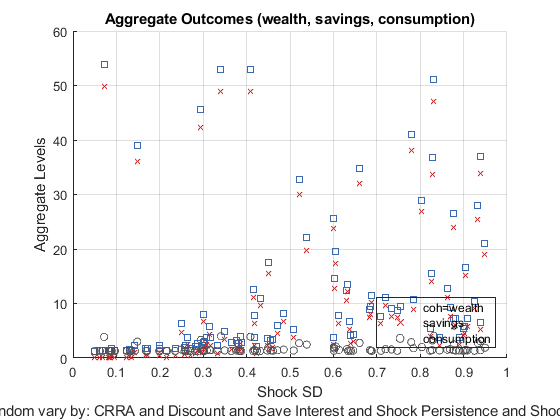 Aggregate Outcomes (wealth, savings, consumption)
60
50
40
30
20
10
0
Aggregate Levels
coh=wealth
savings
consumption
0 0.1 0.2 0.3 0.4 0.5 0.6 0.7 0.8 0.9 1
Shock SD
ndom vary by: CRRA and Discount and Save Interest and Shock Persistence and Sho